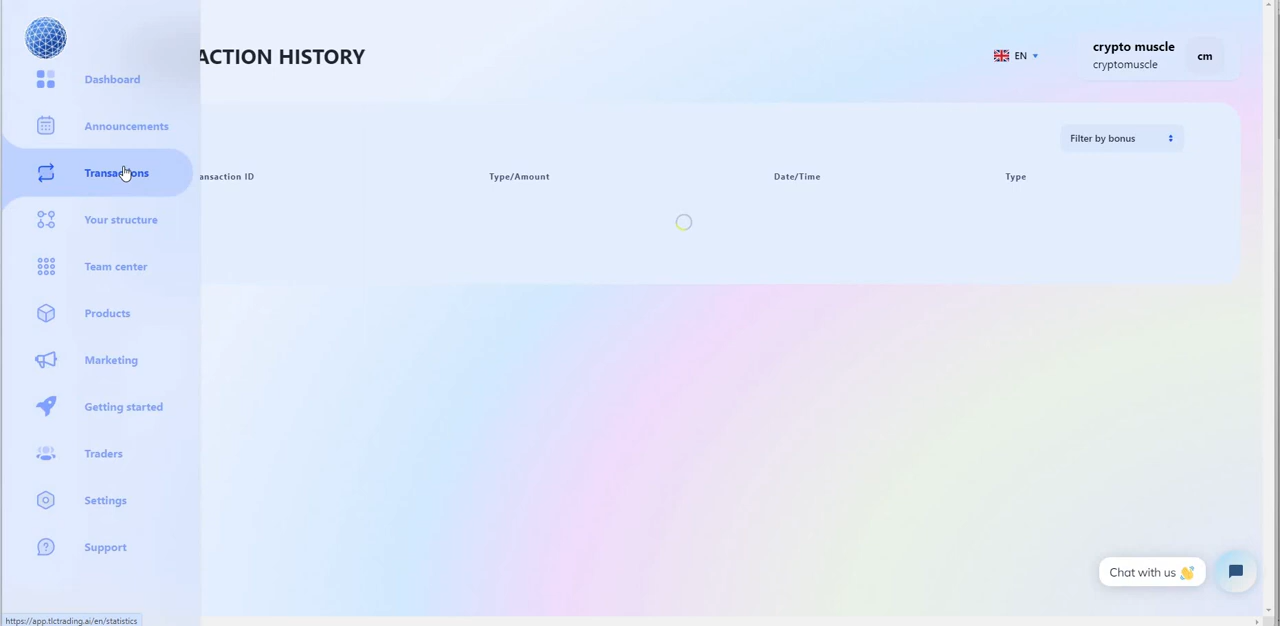 ACTION HISTORY
EN
crypto muscle
cryptomuscle
cm
Dashboard
Announcements
Transactions
Your structure
Team center
Products
Marketing
Getting started
Traders
Settings
Support
Filter by bonus
ansaction ID
Type/Amount
Date/Time
Type
Chat with us 👋
https://app.tlctrading.ai/en/statistics